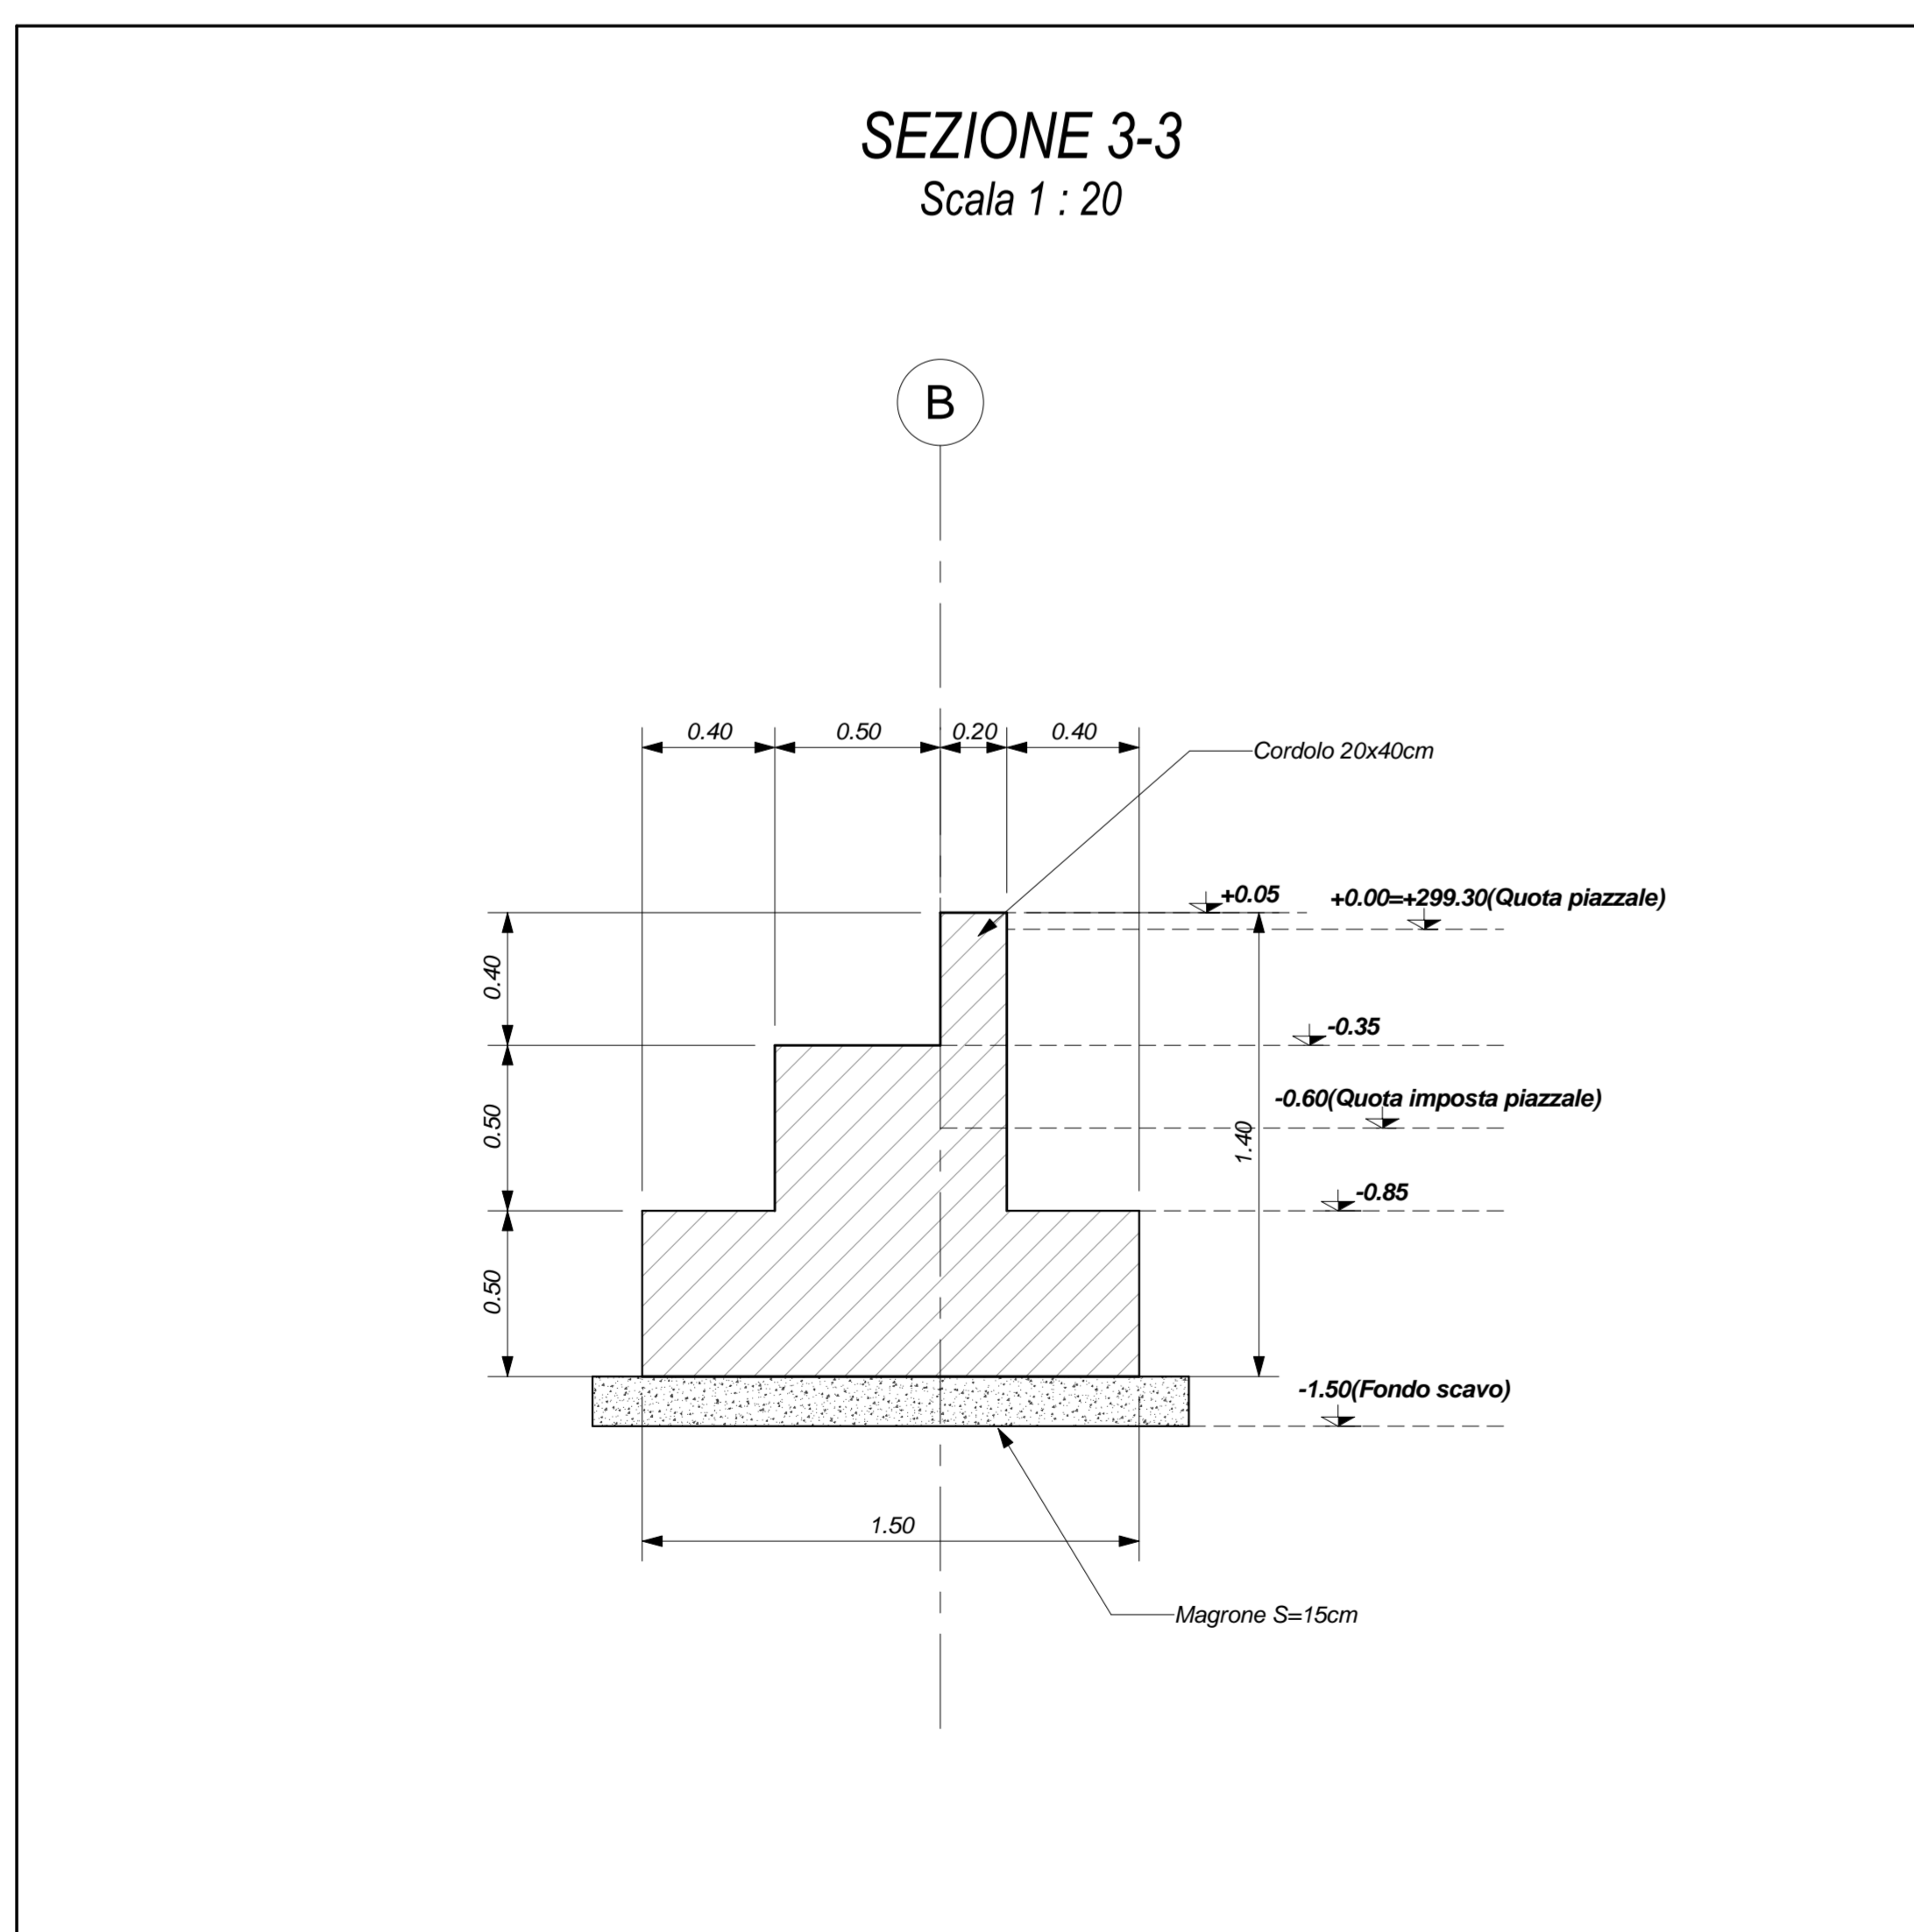 SEZIONE 3-3
Scala 1 : 20
B
0.40 0.50 0.20 0.40
Cordolo 20x40cm
+0.05 +0.00=+299.30(Quota piazzale)
0.40
-0.35
-0.60(Quota imposta piazzale)
0.50
1.40
-0.85
0.50
-1.50(Fondo scavo)
1.50
Magrone S=15cm